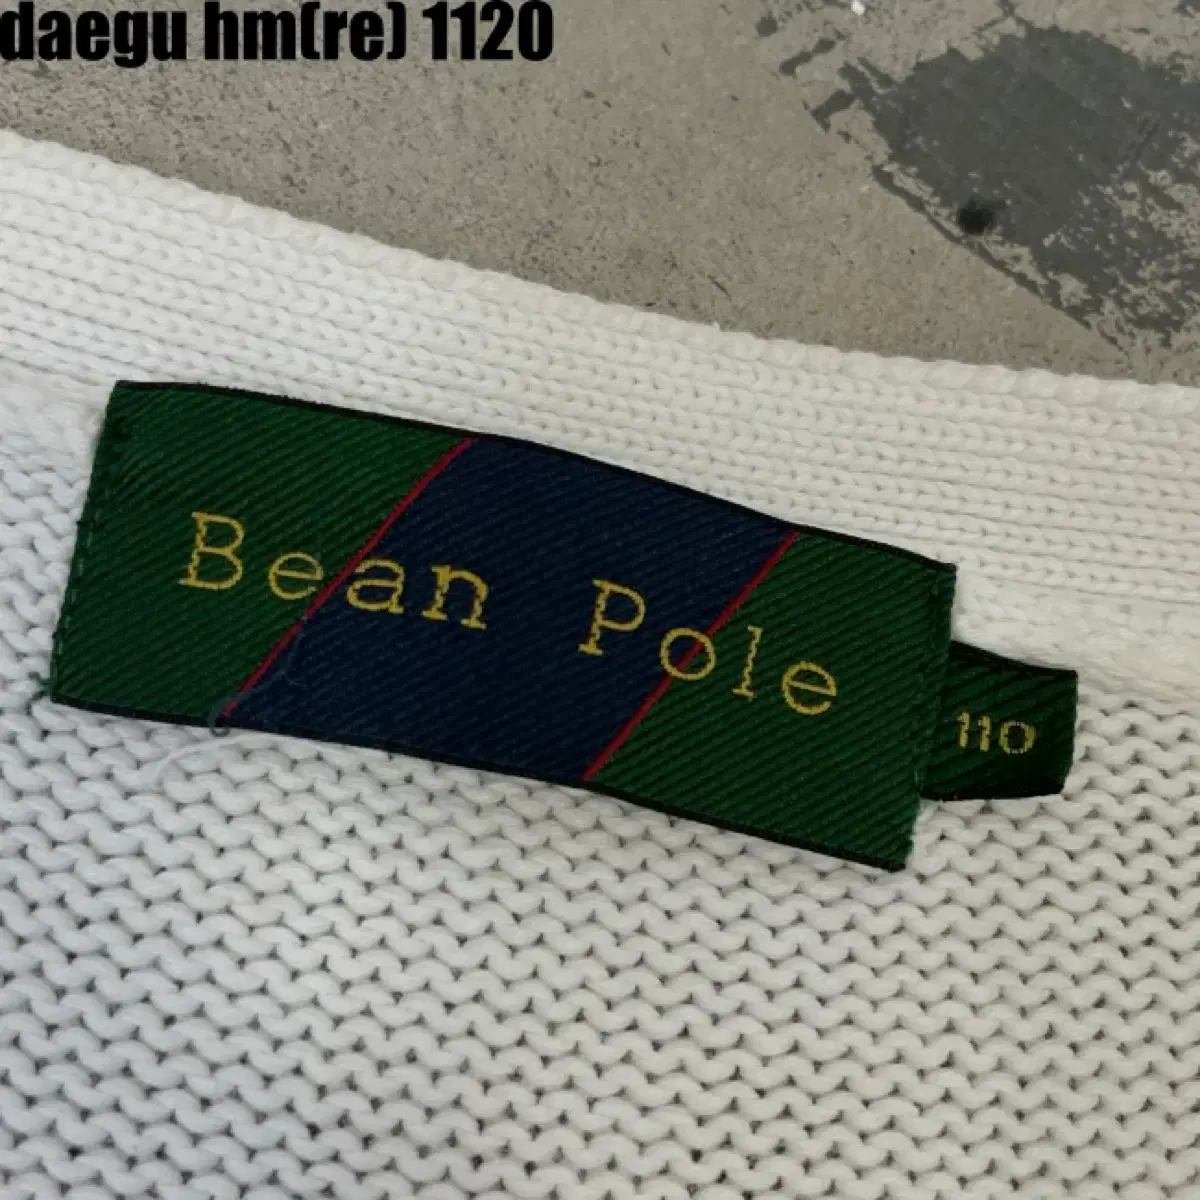 daegu hm(re) 1120
Bean Pole
110